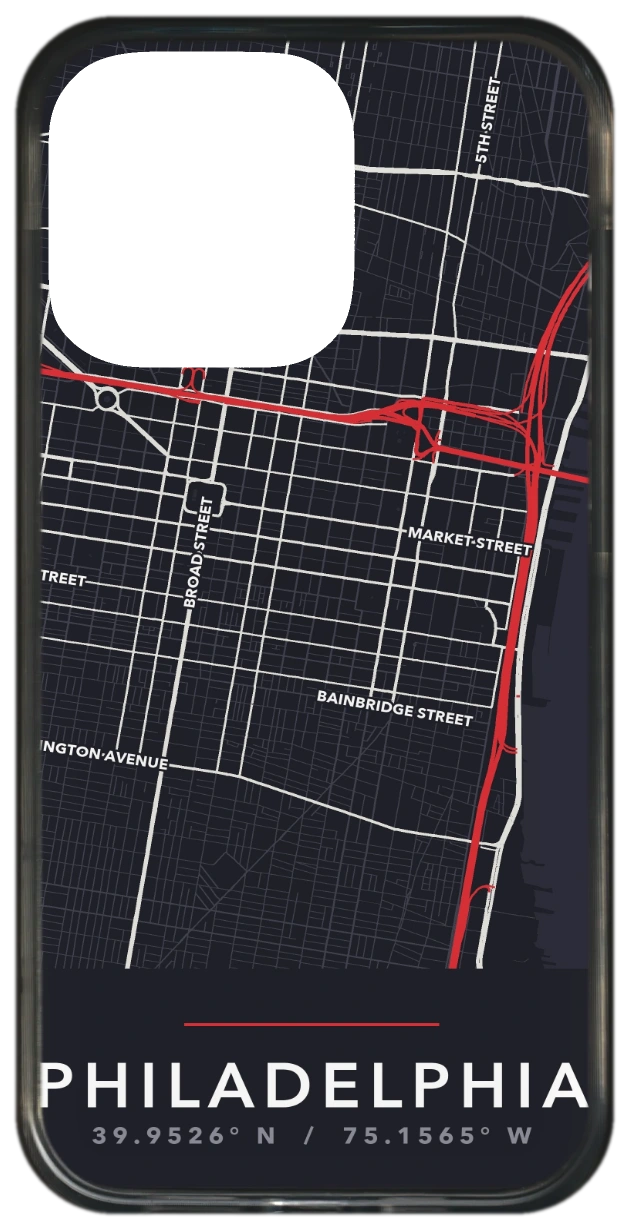 5TH STREET
MARKET STREET
BROAD STREET
TREET
BAINBRIDGE STREET
INGTON AVENUE
PHILADELPHIA
39.9526° N / 75.1565° W